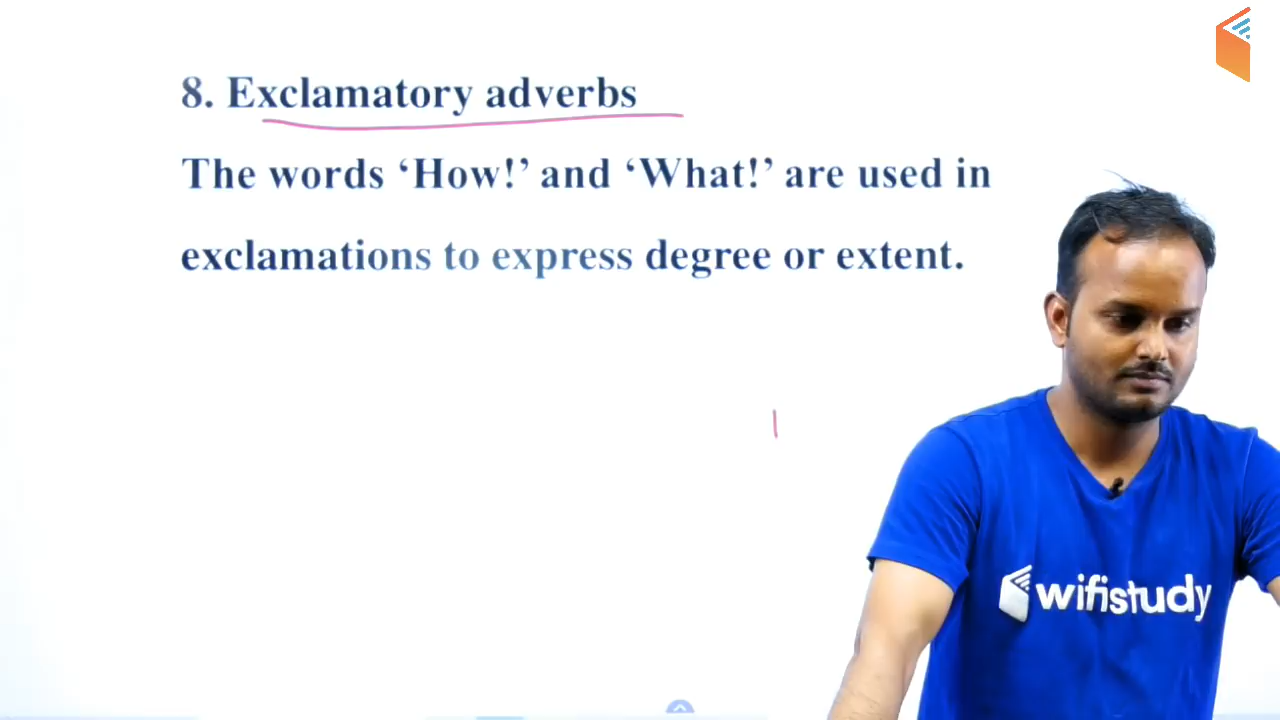 8. Exclamatory adverbs
The words ‘How!’ and ‘What!’ are used in
exclamations to express degree or extent.
wifistudy